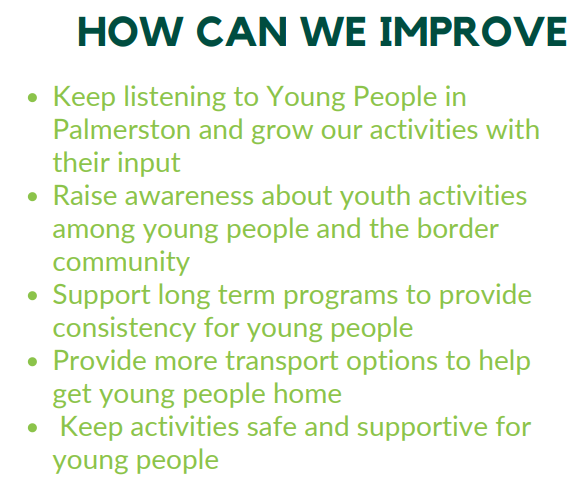 HOW CAN WE IMPROVE
• Keep listening to Young People in
Palmerston and grow our activities with
their input
• Raise awareness about youth activities
among young people and the border
community
• Support long term programs to provide
consistency for young people
• Provide more transport options to help
get young people home
• Keep activities safe and supportive for
young people